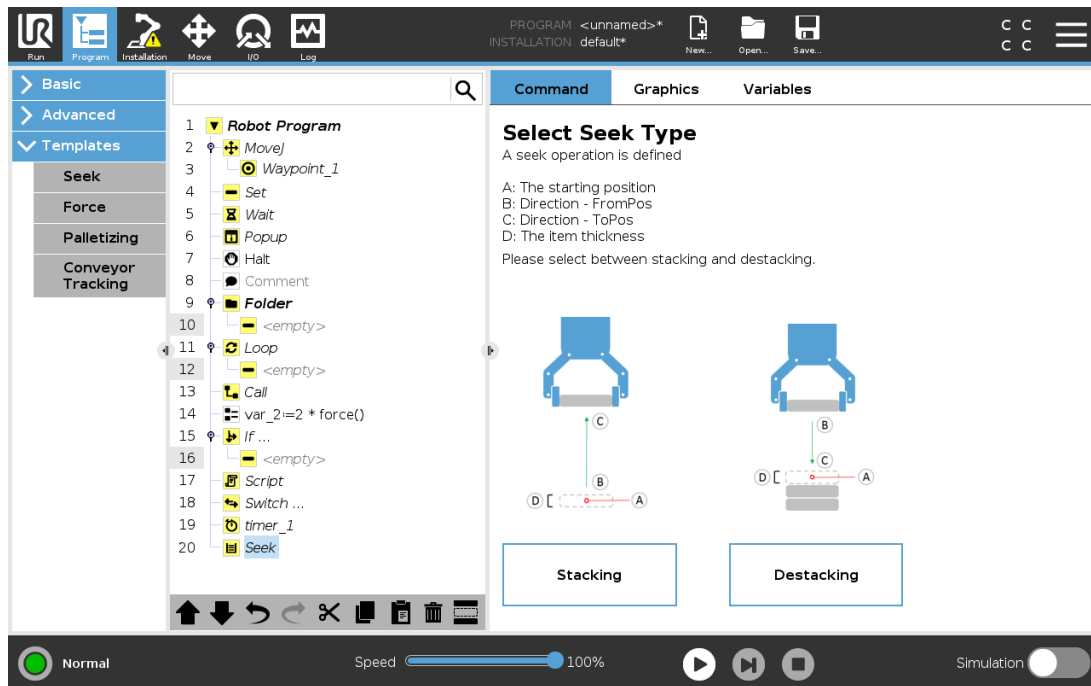 PROGRAM <unnamed>*
INSTALLATION default*
Run Program Installation Move I/O Log New... Open... Save...
C C
C C
Basic
Advanced
Templates
Seek
Force
Palletizing
Conveyor
Tracking
1 Robot Program
2 MoveJ
3 Waypoint_1
4 Set
5 Wait
6 Popup
7 Halt
8 Comment
9 Folder
10 <empty>
11 Loop
12 <empty>
13 Call
14 var_2:=2 * force()
15 If ...
16 <empty>
17 Script
18 Switch ...
19 timer_1
20 Seek
Command Graphics Variables
Select Seek Type
A seek operation is defined
A: The starting position
B: Direction - FromPos
C: Direction - ToPos
D: The item thickness
Please select between stacking and destacking.
C
B
D A
B
C
D A
Stacking Destacking
Normal Speed 100% Simulation